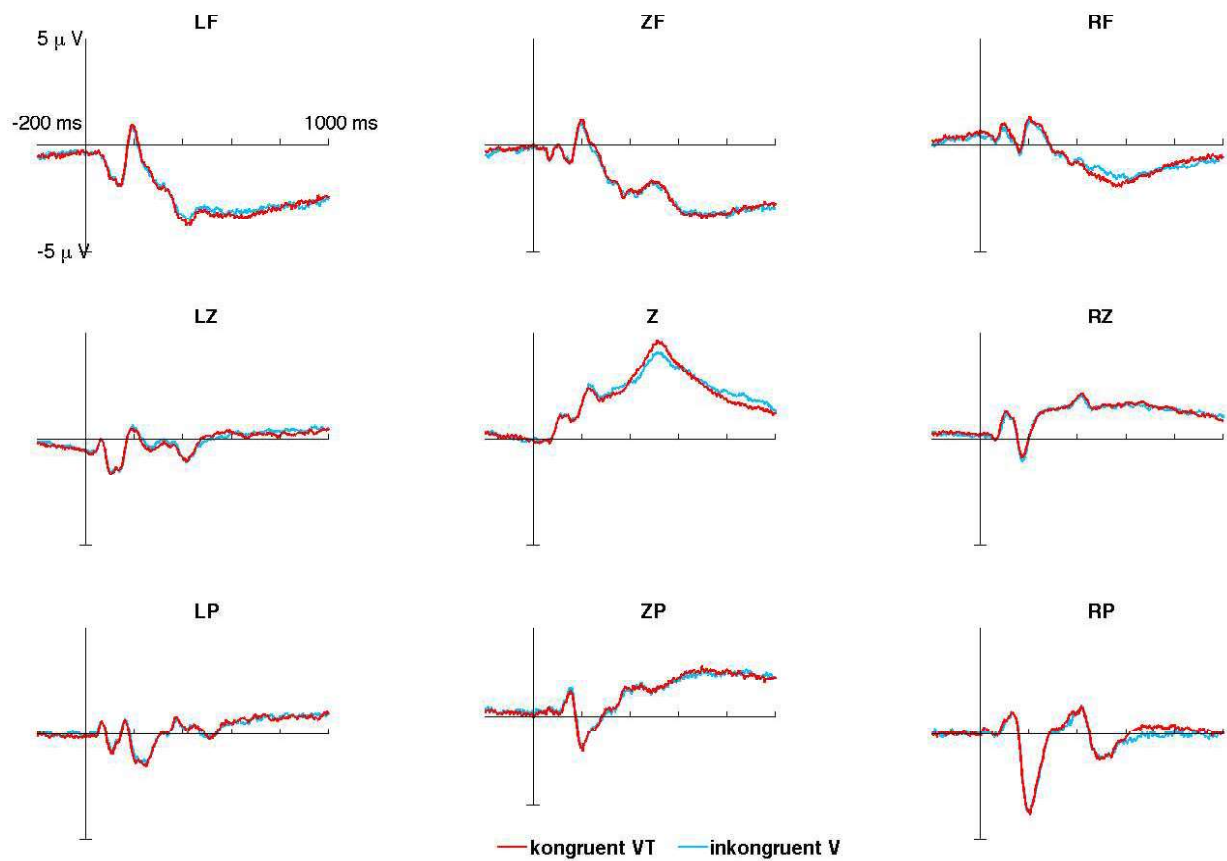 LF
ZF
RF
5 μ V
-200 ms
1000 ms
-5 μ V
LZ
Z
RZ
LP
ZP
RP
kongruent VT
inkongruent V